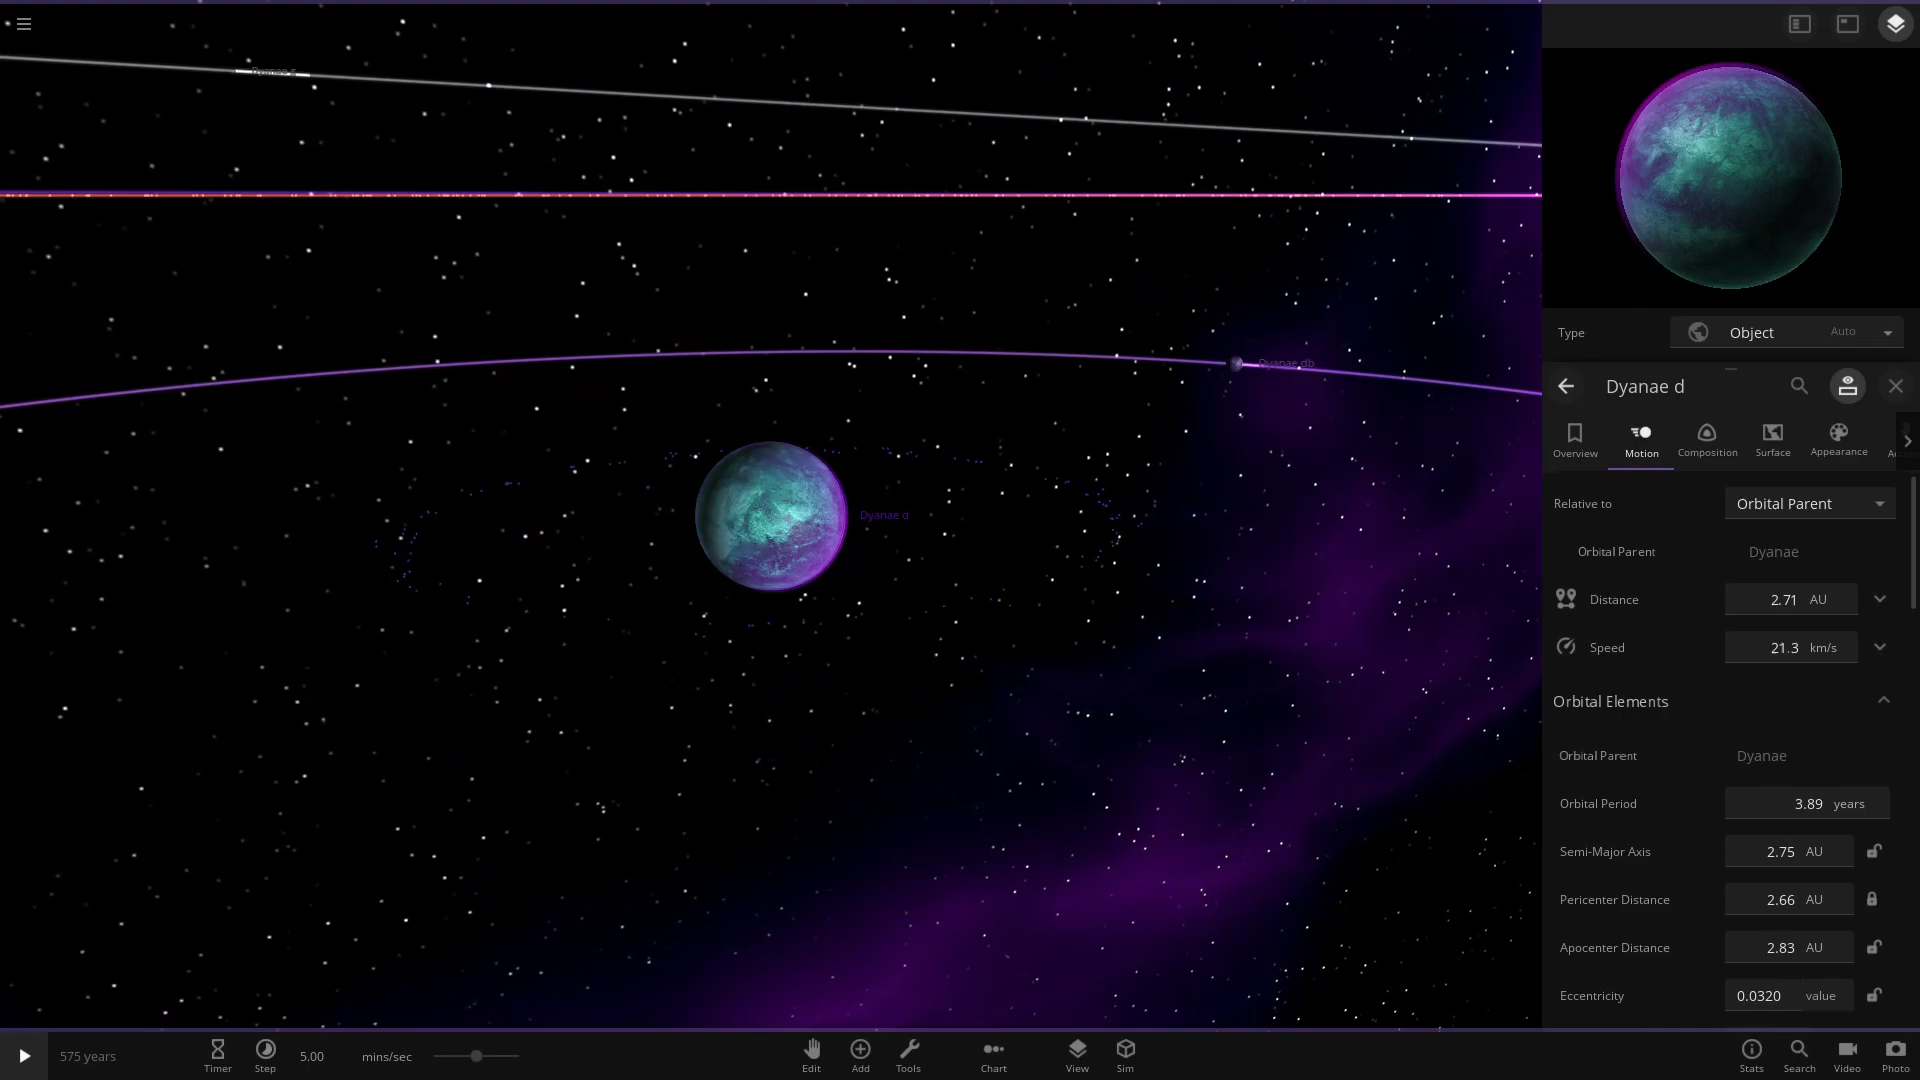 Dyanae db
Dyanae d
Type
Object
Auto
Dyanae d
Overview
Motion
Composition
Surface
Appearance
Relative to
Orbital Parent
Orbital Parent
Dyanae
Distance
2.71 AU
Speed
21.3 km/s
Orbital Elements
Orbital Parent
Dyanae
Orbital Period
3.89 years
Semi-Major Axis
2.75 AU
Pericenter Distance
2.66 AU
Apocenter Distance
2.83 AU
Eccentricity
0.0320 value
575 years
Timer
Step
5.00 mins/sec
Edit
Add
Tools
Chart
View
Sim
Stats
Search
Video
Photo